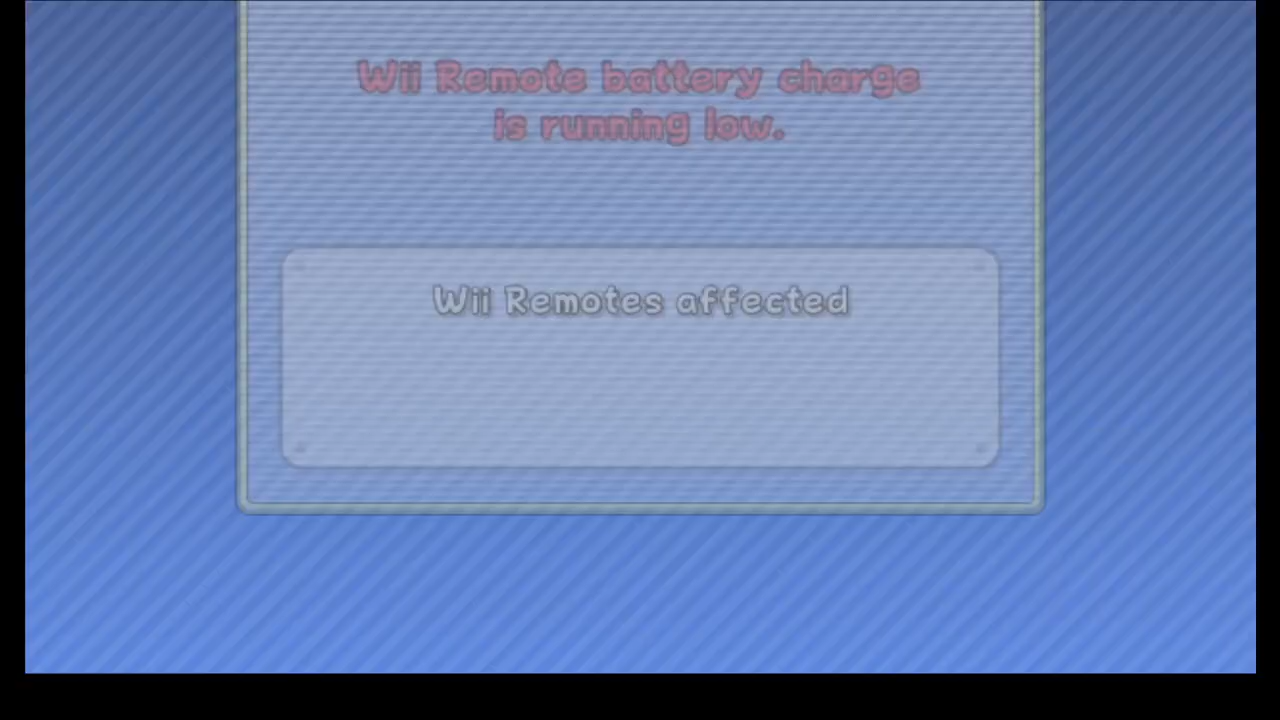 Wii Remote battery charge
is running low.
Wii Remotes affected